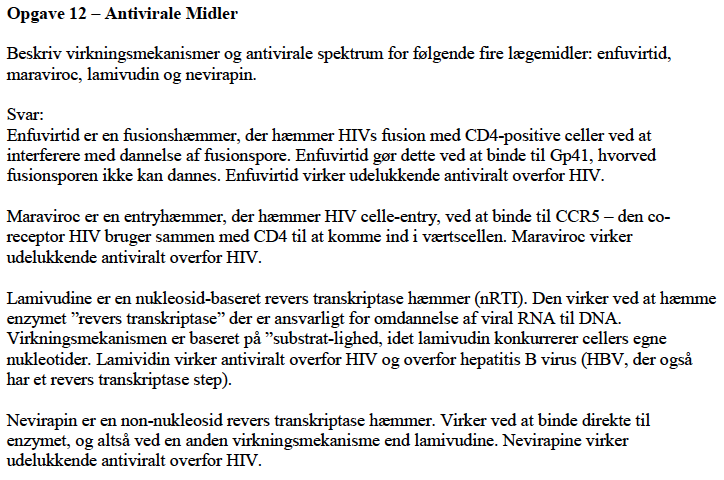 Opgave 12 – Antivirale Midler
Beskriv virkningsmekanismer og antivirale spektrum for følgende fire lægemidler: enfuvirtid,
maraviroc, lamivudin og nevirapin.
Svar:
Enfuvirtid er en fusionshæmmer, der hæmmer HIVs fusion med CD4-positive celler ved at
interferere med dannelse af fusionspore. Enfuvirtid gør dette ved at binde til Gp41, hvorved
fusionsporen ikke kan dannes. Enfuvirtid virker udelukkende antiviralt overfor HIV.
Maraviroc er en entryhæmmer, der hæmmer HIV celle-entry, ved at binde til CCR5 – den co-
receptor HIV bruger sammen med CD4 til at komme ind i værtscellen. Maraviroc virker
udelukkende antiviralt overfor HIV.
Lamivudine er en nukleosid-baseret revers transkriptase hæmmer (nRTI). Den virker ved at hæmme
enzymet ”revers transkriptase” der er ansvarligt for omdannelse af viral RNA til DNA.
Virkningsmekanismen er baseret på ”substrat-lighed, idet lamivudin konkurrerer cellers egne
nukleotider. Lamividin virker antiviralt overfor HIV og overfor hepatitis B virus (HBV, der også
har et revers transkriptase step).
Nevirapin er en non-nukleosid revers transkriptase hæmmer. Virker ved at binde direkte til
enzymet, og altså ved en anden virkningsmekanisme end lamivudine. Nevirapine virker
udelukkende antiviralt overfor HIV.